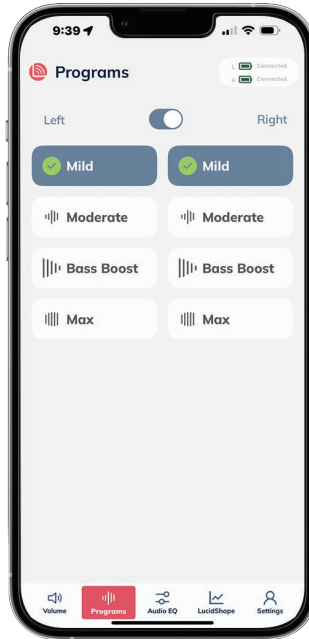 9:39
Programs
L Connected
R Connected
Left Right
Mild Mild
Moderate Moderate
Bass Boost Bass Boost
Max Max
Volume Programs Audio EQ LucidShape Settings